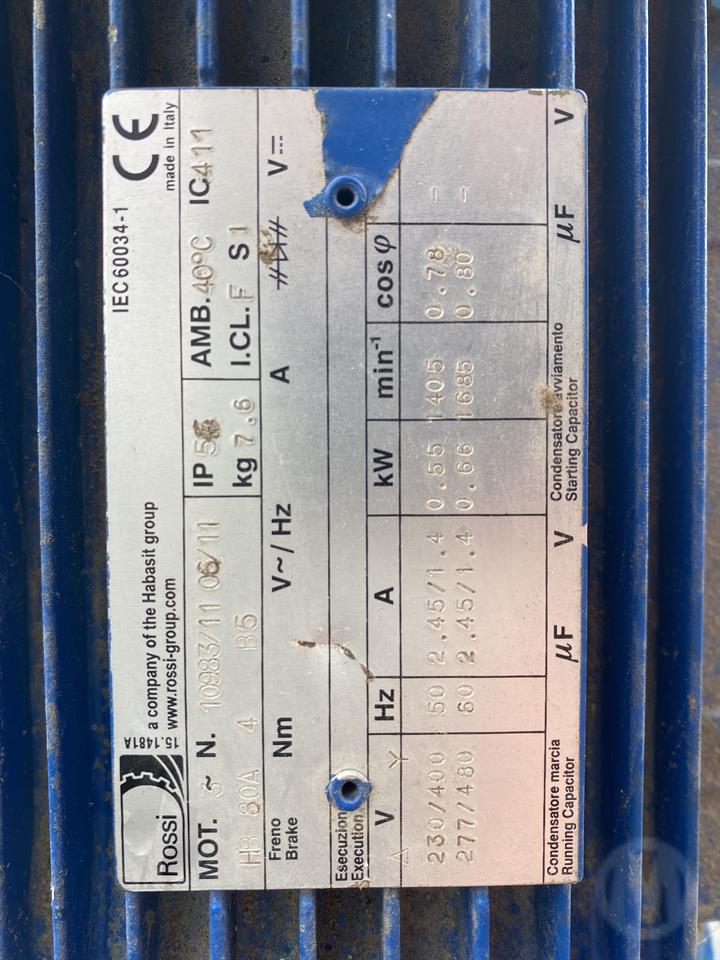 Rossi
15.1481A
a company of the Habasit group
www.rossi-group.com
IEC 60034-1
CE
made in Italy
MOT. 3 ~ N. 10983/11 06/11 IP 55 AMB. 40°C IC411
HB 80A 4 B5 kg 7.6 I.CL. F S1
Freno
Brake
Nm V~/Hz A V
Esecuzion
Execution
V Hz A kW min-1 cos φ
Δ Y
230/400 50 2.45/1.4 0.55 1405 0.78 -
277/480 60 2.45/1.4 0.66 1685 0.80 -
Condensatore marcia
Running Capacitor
μF V
Condensatore avviamento
Starting Capacitor
μF V